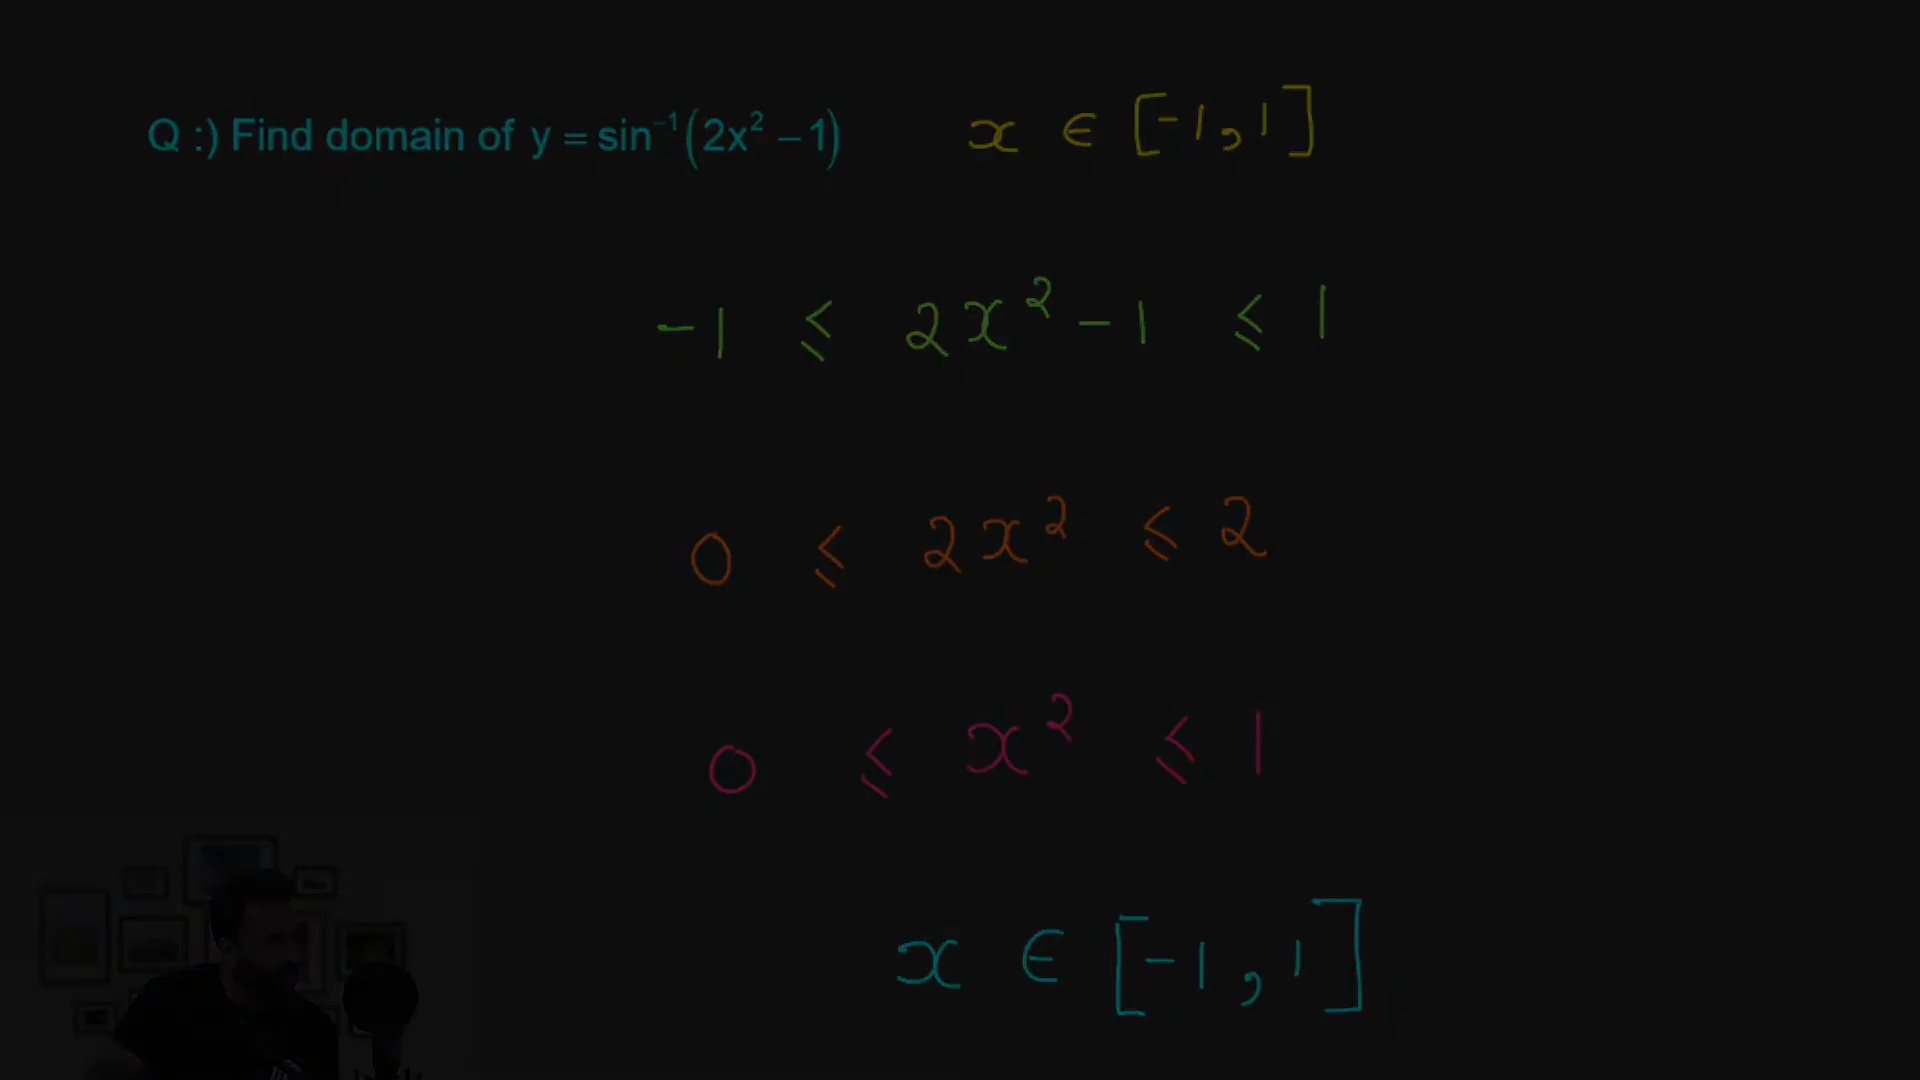 Q :) Find domain of y = sin⁻¹(2x² − 1) x ∈ [-1, 1]
-1 ≤ 2x² - 1 ≤ 1
0 ≤ 2x² ≤ 2
0 ≤ x² ≤ 1
x ∈ [-1, 1]